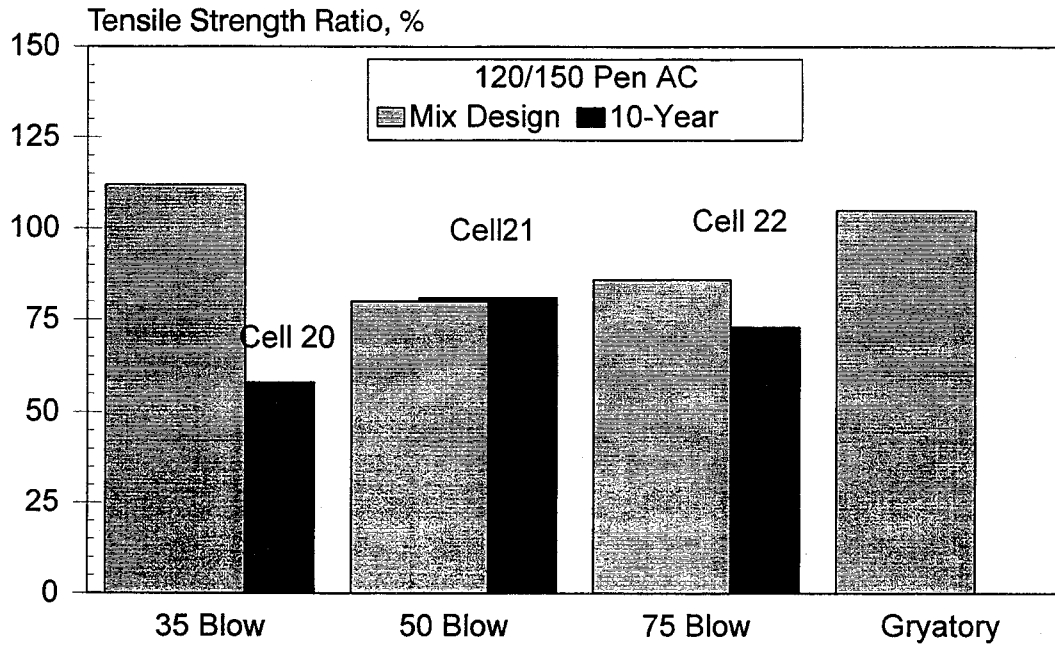 Tensile Strength Ratio, %
150
125
100
75
50
25
0
120/150 Pen AC
Mix Design 10-Year
Cell 20
Cell21
Cell 22
35 Blow 50 Blow 75 Blow Gryatory